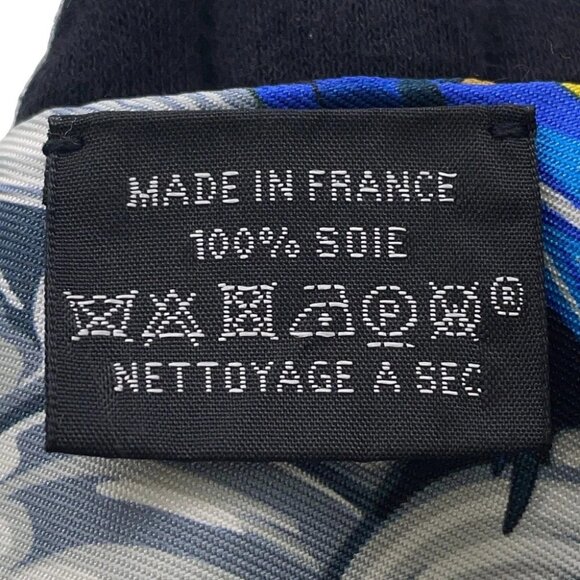 MADE IN FRANCE
100% SOIE
P ®
NETTOYAGE A SEC